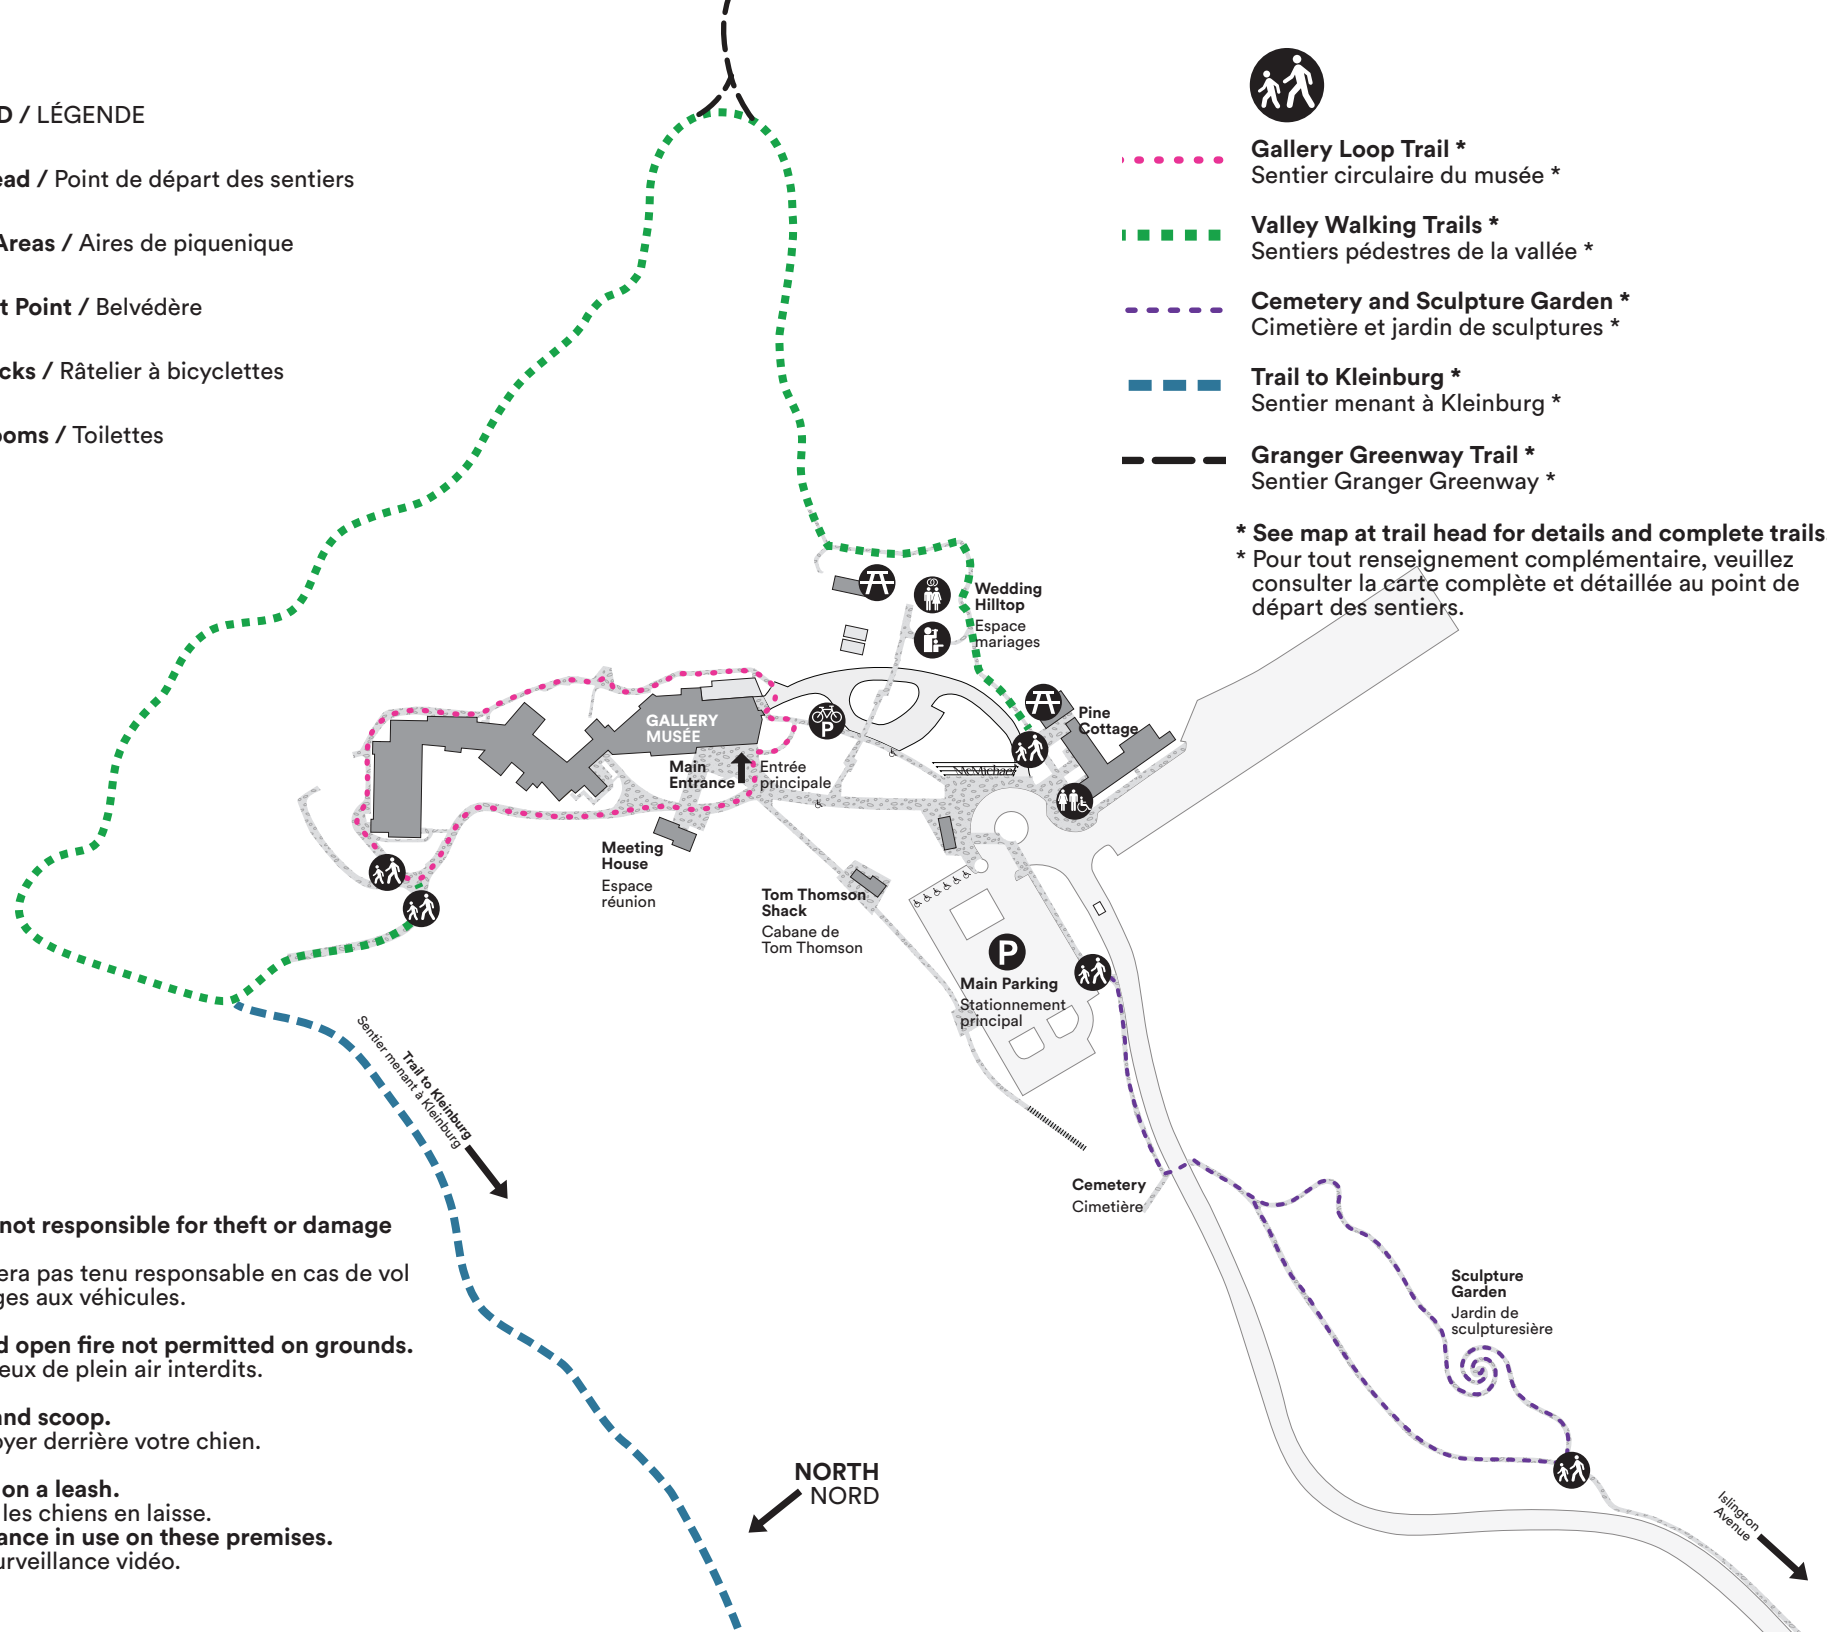 D / LÉGENDE
ead / Point de départ des sentiers
Areas / Aires de piquenique
t Point / Belvédère
cks / Râtelier à bicyclettes
ooms / Toilettes
Gallery Loop Trail *
Sentier circulaire du musée *
Valley Walking Trails *
Sentiers pédestres de la vallée *
Cemetery and Sculpture Garden *
Cimetière et jardin de sculptures *
Trail to Kleinburg *
Sentier menant à Kleinburg *
Granger Greenway Trail *
Sentier Granger Greenway *
* See map at trail head for details and complete trails
* Pour tout renseignement complémentaire, veuillez
consulter la carte complète et détaillée au point de
départ des sentiers.
Wedding
Hilltop
Espace
mariages
GALLERY
MUSÉE
P
Pine
Cottage
Main
Entrance
Entrée
principale
McMichael
Meeting
House
Espace
réunion
Tom Thomson
Shack
Cabane de
Tom Thomson
P
Main Parking
Stationnement
principal
Trail to Kleinburg
Sentier menant à Kleinburg
Cemetery
Cimetière
Sculpture
Garden
Jardin de
sculpturesière
not responsible for theft or damage
era pas tenu responsable en cas de vol
ges aux véhicules.
d open fire not permitted on grounds.
eux de plein air interdits.
and scoop.
oyer derrière votre chien.
on a leash.
les chiens en laisse.
ance in use on these premises.
urveillance vidéo.
NORTH
NORD
Islington
Avenue